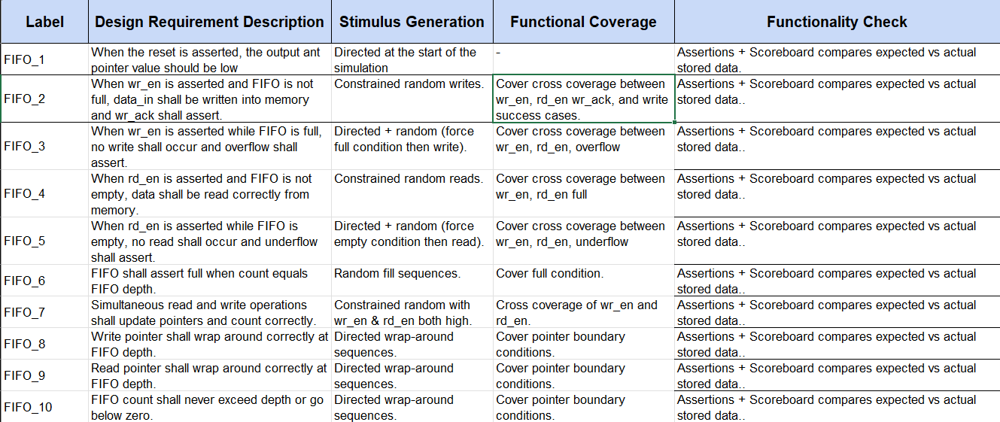 Label Design Requirement Description Stimulus Generation Functional Coverage Functionality Check
FIFO_1
When the reset is asserted, the output ant
pointer value should be low
Directed at the start of the
simulation
-
Assertions + Scoreboard compares expected vs actual
stored data.
FIFO_2
When wr_en is asserted and FIFO is not
full, data_in shall be written into memory
and wr_ack shall assert.
Constrained random writes.
Cover cross coverage between
wr_en, rd_en wr_ack, and write
success cases.
Assertions + Scoreboard compares expected vs actual
stored data..
FIFO_3
When wr_en is asserted while FIFO is full,
no write shall occur and overflow shall
assert.
Directed + random (force
full condition then write).
Cover cross coverage between
wr_en, rd_en, overflow
Assertions + Scoreboard compares expected vs actual
stored data..
FIFO_4
When rd_en is asserted and FIFO is not
empty, data shall be read correctly from
memory.
Constrained random reads.
Cover cross coverage between
wr_en, rd_en full
Assertions + Scoreboard compares expected vs actual
stored data..
FIFO_5
When rd_en is asserted while FIFO is
empty, no read shall occur and underflow
shall assert.
Directed + random (force
empty condition then read).
Cover cross coverage between
wr_en, rd_en, underflow
Assertions + Scoreboard compares expected vs actual
stored data..
FIFO_6
FIFO shall assert full when count equals
FIFO depth.
Random fill sequences.
Cover full condition.
Assertions + Scoreboard compares expected vs actual
stored data..
FIFO_7
Simultaneous read and write operations
shall update pointers and count correctly.
Constrained random with
wr_en & rd_en both high.
Cross coverage of wr_en and
rd_en.
Assertions + Scoreboard compares expected vs actual
stored data..
FIFO_8
Write pointer shall wrap around correctly at
FIFO depth.
Directed wrap-around
sequences.
Cover pointer boundary
conditions.
Assertions + Scoreboard compares expected vs actual
stored data..
FIFO_9
Read pointer shall wrap around correctly at
FIFO depth.
Directed wrap-around
sequences.
Cover pointer boundary
conditions.
Assertions + Scoreboard compares expected vs actual
stored data..
FIFO_10
FIFO count shall never exceed depth or go
below zero.
Directed wrap-around
sequences.
Cover pointer boundary
conditions.
Assertions + Scoreboard compares expected vs actual
stored data..